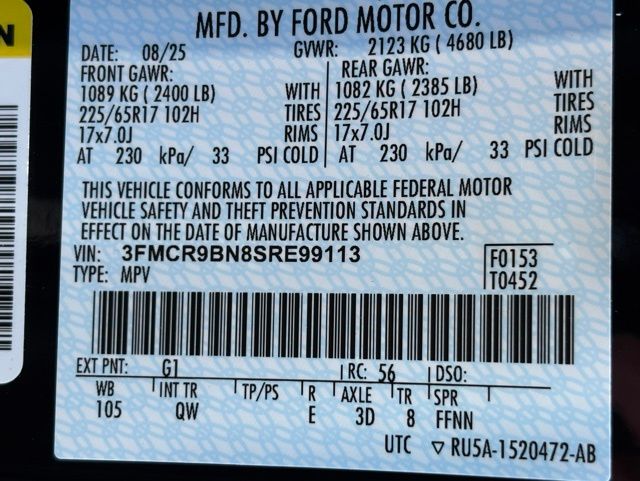 N
MFD. BY FORD MOTOR CO.
DATE: 08/25 GVWR: 2123 KG ( 4680 LB)
FRONT GAWR: REAR GAWR:
1089 KG ( 2400 LB) WITH 1082 KG ( 2385 LB) WITH
225/65R17 102H TIRES 225/65R17 102H TIRES
17x7.0J RIMS 17x7.0J RIMS
AT 230 kPa/ 33 PSI COLD AT 230 kPa/ 33 PSI COLD
THIS VEHICLE CONFORMS TO ALL APPLICABLE FEDERAL MOTOR
VEHICLE SAFETY AND THEFT PREVENTION STANDARDS IN
EFFECT ON THE DATE OF MANUFACTURE SHOWN ABOVE.
VIN: 3FMCR9BN8SRE99113 F0153
TYPE: MPV T0452
EXT PNT: G1 RC: 56 DSO:
WB INT TR TP/PS R AXLE TR SPR
105 QW E 3D 8 FFNN
UTC ▽ RU5A-1520472-AB